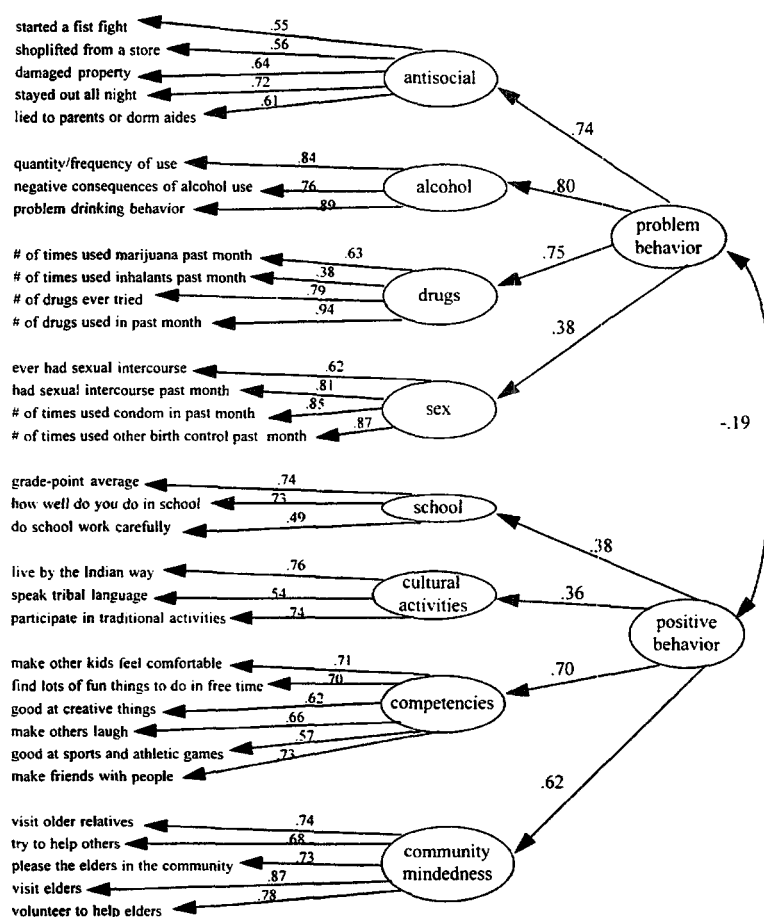 started a fist fight .55
shoplifted from a store .56
damaged property .64
stayed out all night .72
lied to parents or dorm aides .61
antisocial
.74
quantity/frequency of use .84
negative consequences of alcohol use .76
problem drinking behavior .89
alcohol
.80
problem
behavior
# of times used marijuana past month .63
# of times used inhalants past month .38
# of drugs ever tried .79
# of drugs used in past month .94
drugs
.75
.38
ever had sexual intercourse .62
had sexual intercourse past month .81
# of times used condom in past month .85
# of times used other birth control past month .87
sex
-.19
grade-point average .74
how well do you do in school .73
do school work carefully .49
school
.38
live by the Indian way .76
speak tribal language .54
participate in traditional activities .74
cultural
activities
.36
positive
behavior
make other kids feel comfortable .71
find lots of fun things to do in free time .70
good at creative things .62
make others laugh .66
good at sports and athletic games .57
make friends with people .73
competencies
.70
.62
visit older relatives .74
try to help others .68
please the elders in the community .73
visit elders .87
volunteer to help elders .78
community
mindedness